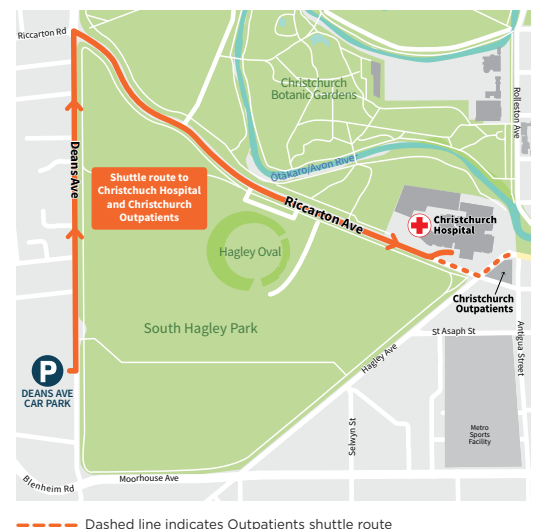 Riccarton Rd
Christchurch
Botanic Gardens
Rolleston Ave
Deans Ave
Ōtākaro/Avon River
Shuttle route to
Christchuch Hospital
and Christchurch
Outpatients
Riccarton Ave
Christchurch
Hospital
Hagley Oval
Christchurch
Outpatients
South Hagley Park
St Asaph St
Antigua Street
Hagley Ave
P
DEANS AVE
CAR PARK
Selwyn St
Metro
Sports
Facility
Moorhouse Ave
Blenheim Rd
Dashed line indicates Outpatients shuttle route